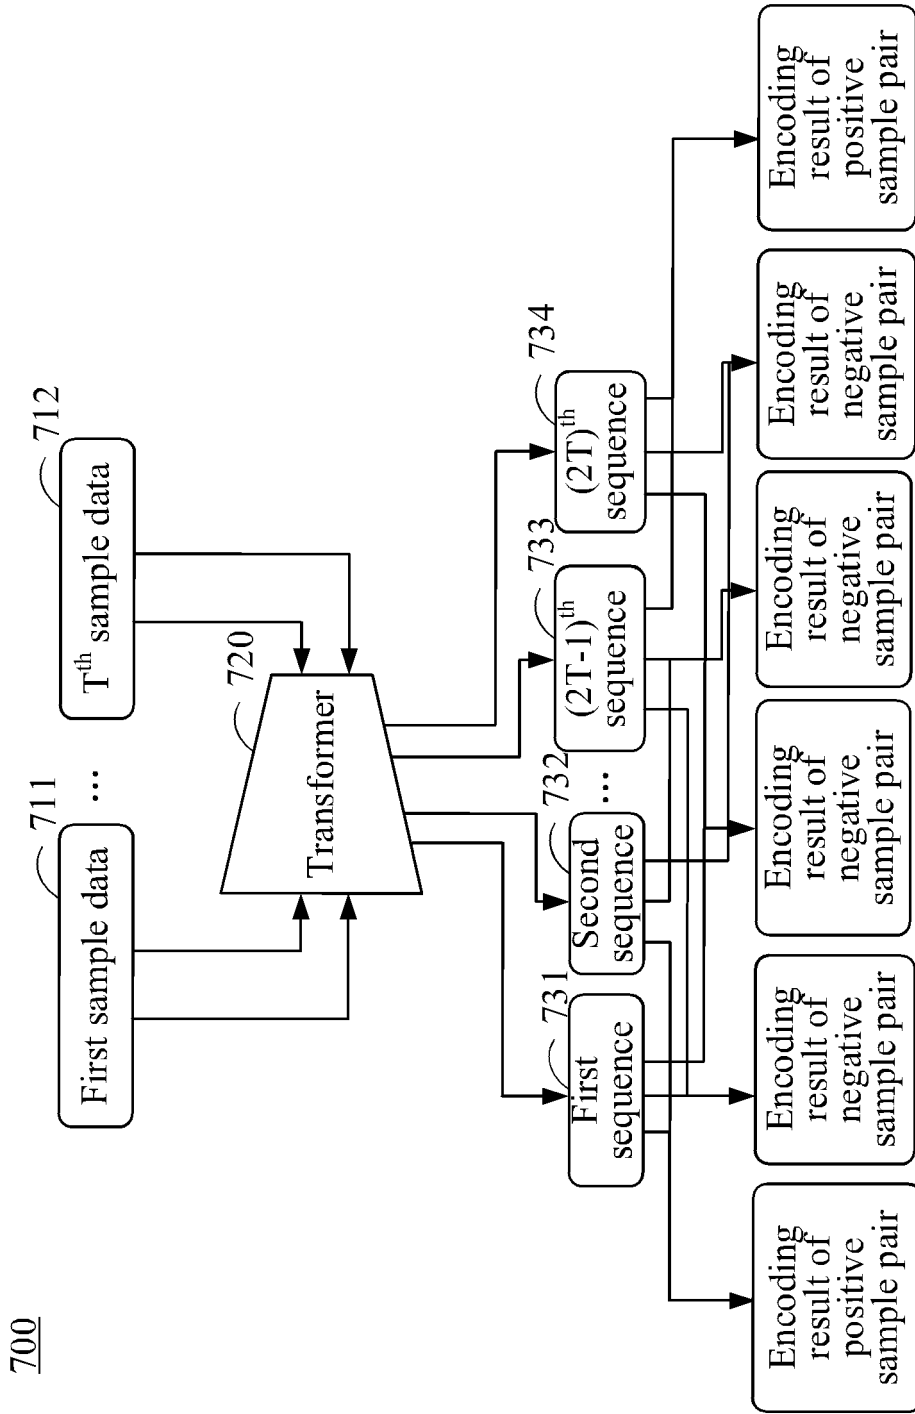 700
711
712
First sample data
...
Tth sample data
720
Transformer
731
732
733
734
First
sequence
Second
sequence
...
(2T-1)th
sequence
(2T)th
sequence
Encoding
result of
positive
sample pair
Encoding
result of
negative
sample pair
Encoding
result of
negative
sample pair
Encoding
result of
negative
sample pair
Encoding
result of
negative
sample pair
Encoding
result of
positive
sample pair